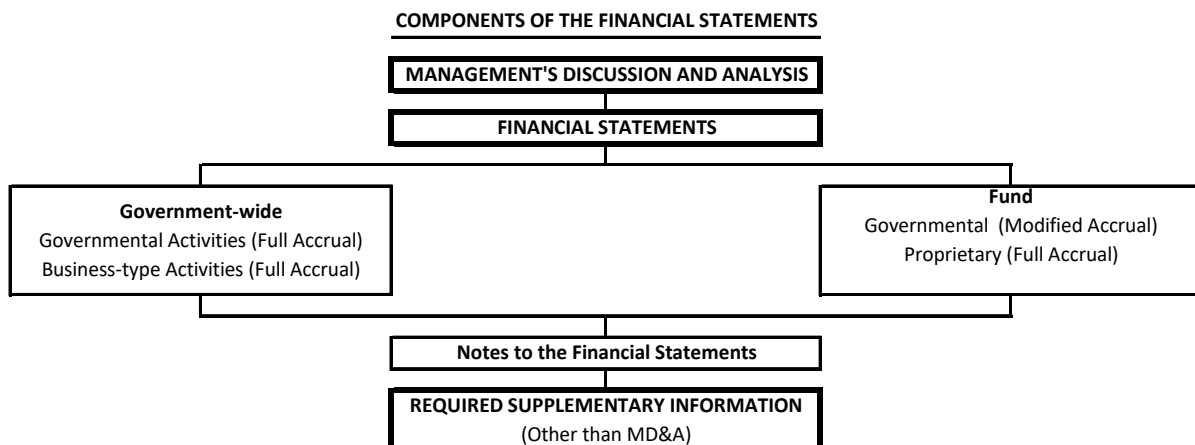 COMPONENTS OF THE FINANCIAL STATEMENTS
MANAGEMENT'S DISCUSSION AND ANALYSIS
FINANCIAL STATEMENTS
Government-wide
Governmental Activities (Full Accrual)
Business-type Activities (Full Accrual)
Fund
Governmental (Modified Accrual)
Proprietary (Full Accrual)
Notes to the Financial Statements
REQUIRED SUPPLEMENTARY INFORMATION
(Other than MD&A)